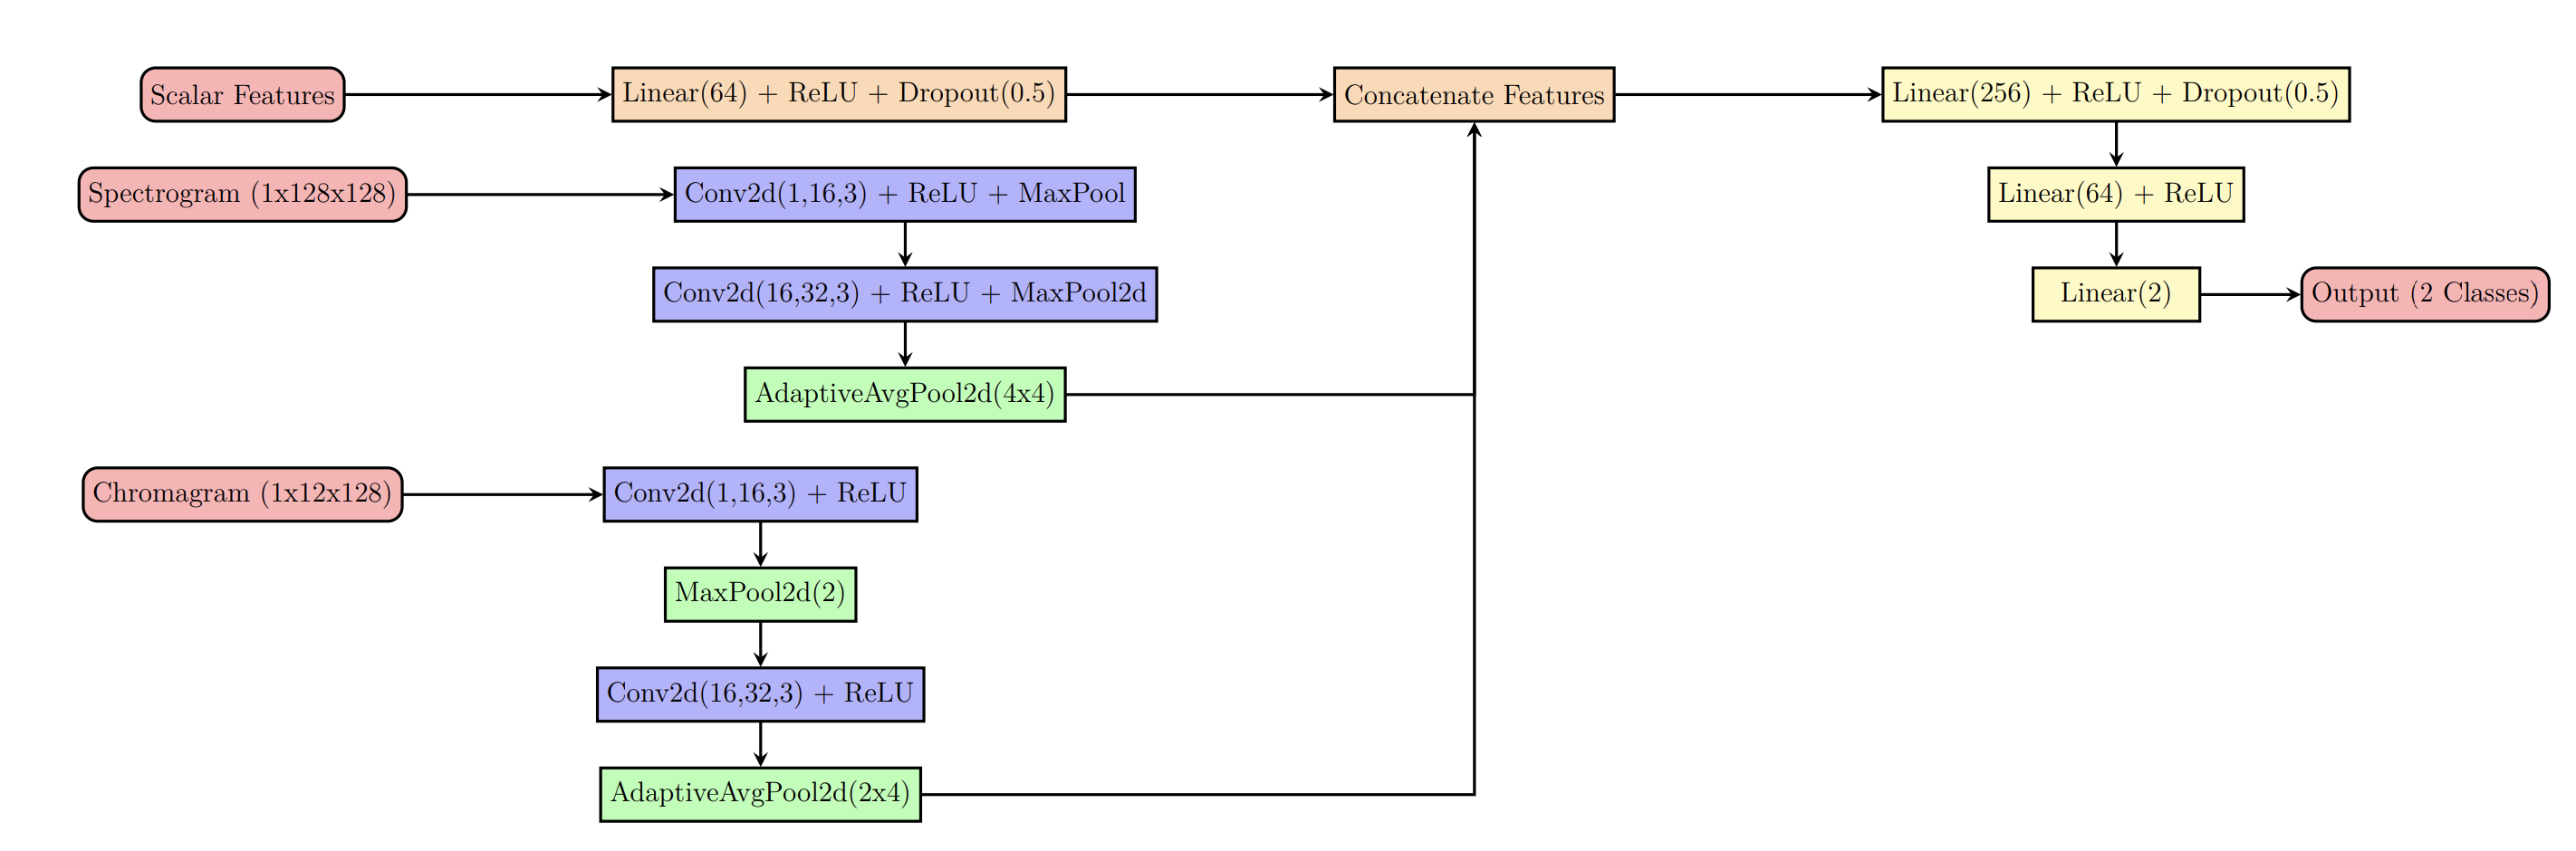 Scalar Features
Linear(64) + ReLU + Dropout(0.5)
Concatenate Features
Linear(256) + ReLU + Dropout(0.5)
Spectrogram (1x128x128)
Conv2d(1,16,3) + ReLU + MaxPool
Linear(64) + ReLU
Conv2d(16,32,3) + ReLU + MaxPool2d
Linear(2)
Output (2 Classes)
AdaptiveAvgPool2d(4x4)
Chromagram (1x12x128)
Conv2d(1,16,3) + ReLU
MaxPool2d(2)
Conv2d(16,32,3) + ReLU
AdaptiveAvgPool2d(2x4)